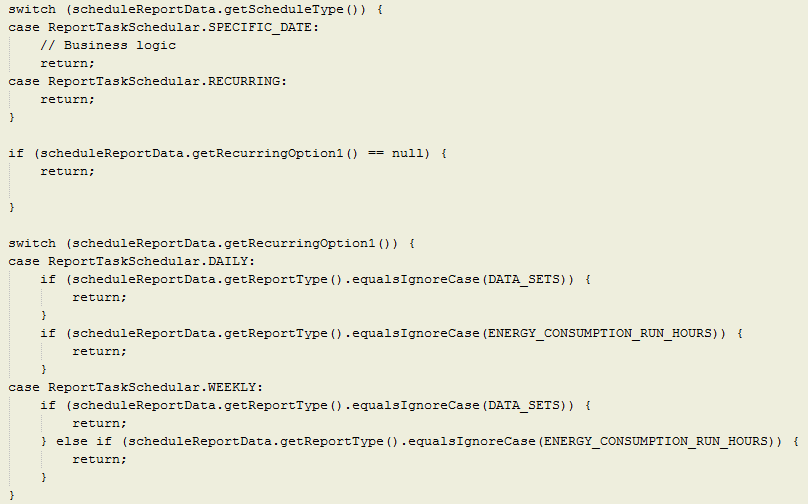 switch (scheduleReportData.getScheduleType()) {
case ReportTaskSchedular.SPECIFIC_DATE:
    // Business logic
    return;
case ReportTaskSchedular.RECURRING:
    return;
}

if (scheduleReportData.getRecurringOption1() == null) {
    return;

}

switch (scheduleReportData.getRecurringOption1()) {
case ReportTaskSchedular.DAILY:
    if (scheduleReportData.getReportType().equalsIgnoreCase(DATA_SETS)) {
        return;
    }
    if (scheduleReportData.getReportType().equalsIgnoreCase(ENERGY_CONSUMPTION_RUN_HOURS)) {
        return;
    }
case ReportTaskSchedular.WEEKLY:
    if (scheduleReportData.getReportType().equalsIgnoreCase(DATA_SETS)) {
        return;
    } else if (scheduleReportData.getReportType().equalsIgnoreCase(ENERGY_CONSUMPTION_RUN_HOURS)) {
        return;
    }
}